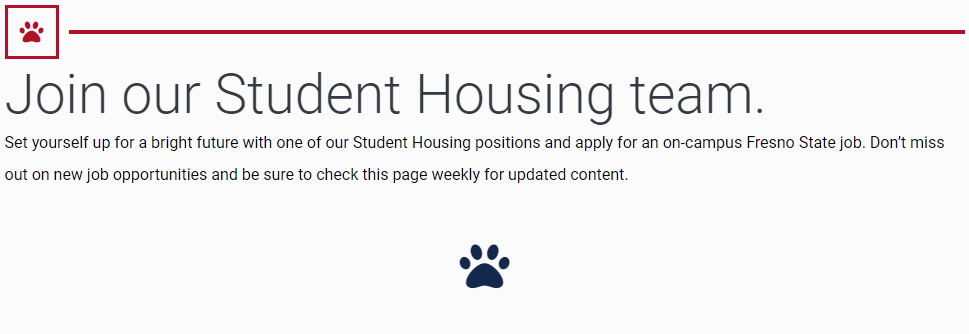 Join our Student Housing team.
Set yourself up for a bright future with one of our Student Housing positions and apply for an on-campus Fresno State job. Don’t miss
out on new job opportunities and be sure to check this page weekly for updated content.